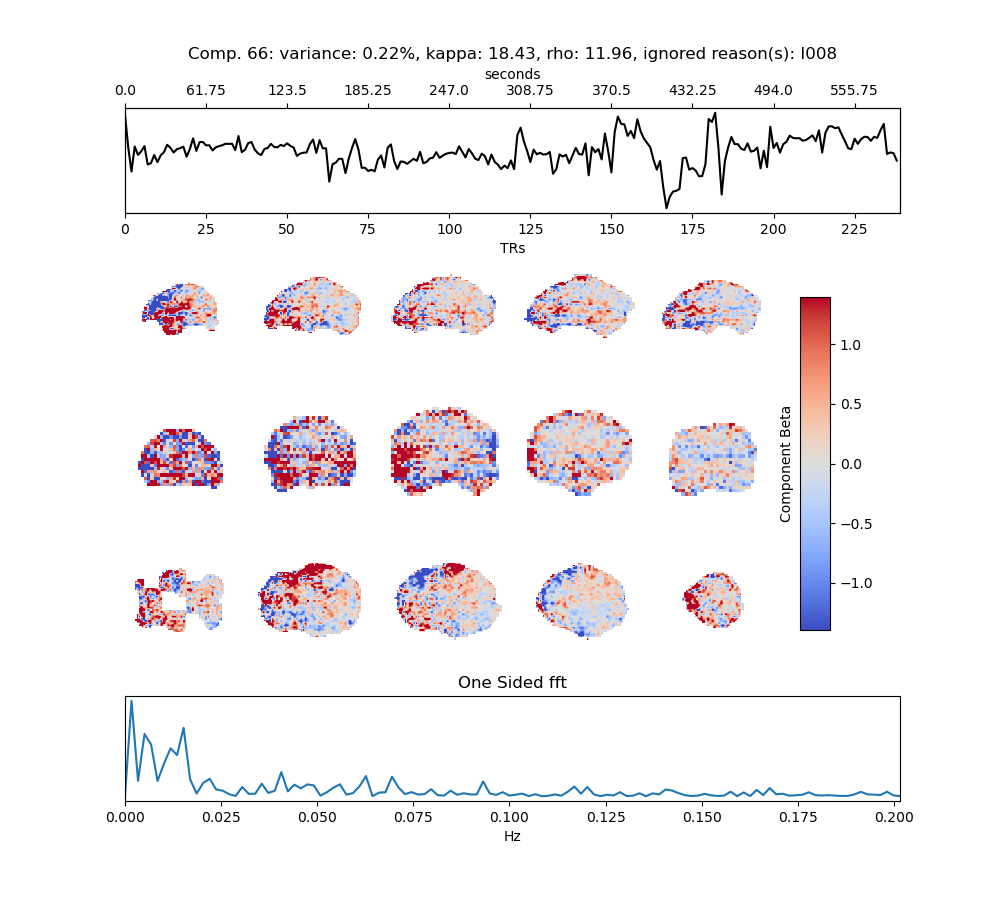 Comp. 66: variance: 0.22%, kappa: 18.43, rho: 11.96, ignored reason(s): I008
seconds
0.0 61.75 123.5 185.25 247.0 308.75 370.5 432.25 494.0 555.75
0 25 50 75 100 125 150 175 200 225
TRs
1.0
0.5
0.0
−0.5
−1.0
Component Beta
One Sided fft
0.000 0.025 0.050 0.075 0.100 0.125 0.150 0.175 0.200
Hz